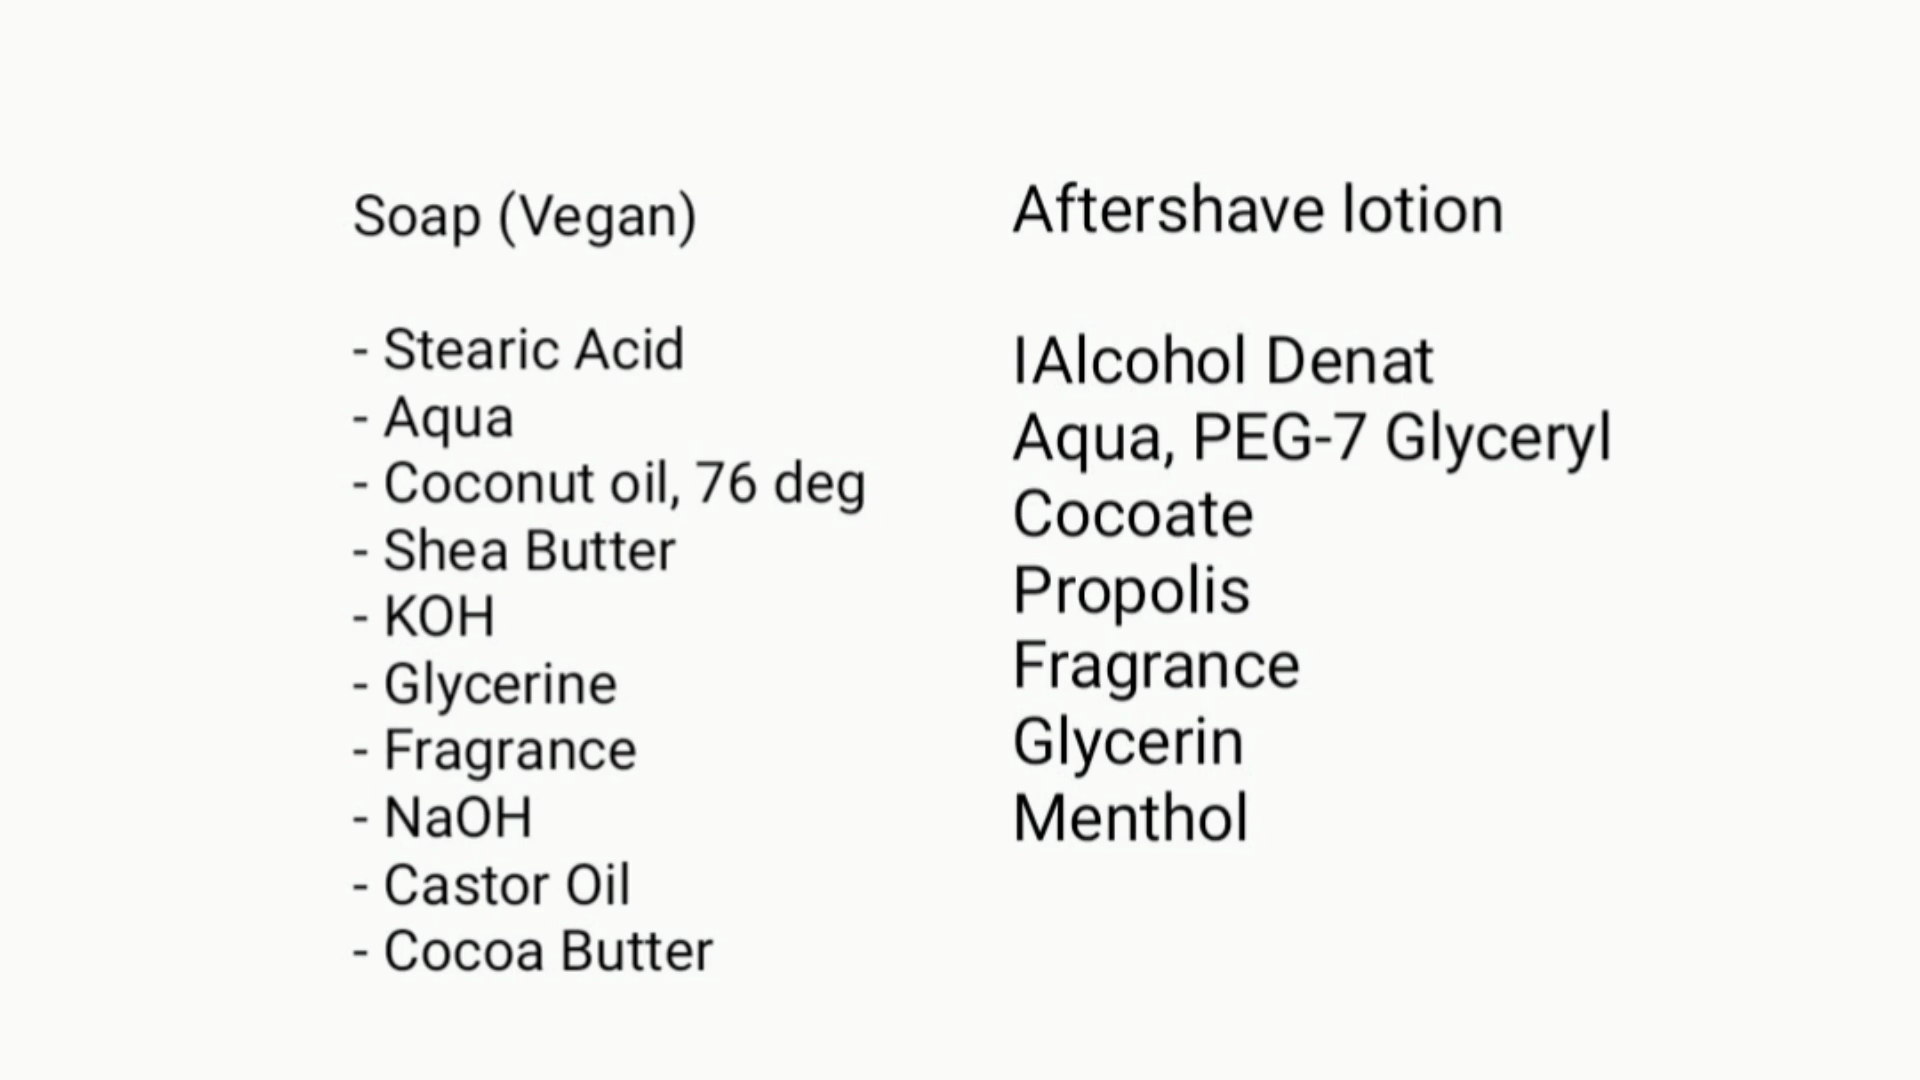 Soap (Vegan)
- Stearic Acid
- Aqua
- Coconut oil, 76 deg
- Shea Butter
- KOH
- Glycerine
- Fragrance
- NaOH
- Castor Oil
- Cocoa Butter
Aftershave lotion
IAlcohol Denat
Aqua, PEG-7 Glyceryl
Cocoate
Propolis
Fragrance
Glycerin
Menthol